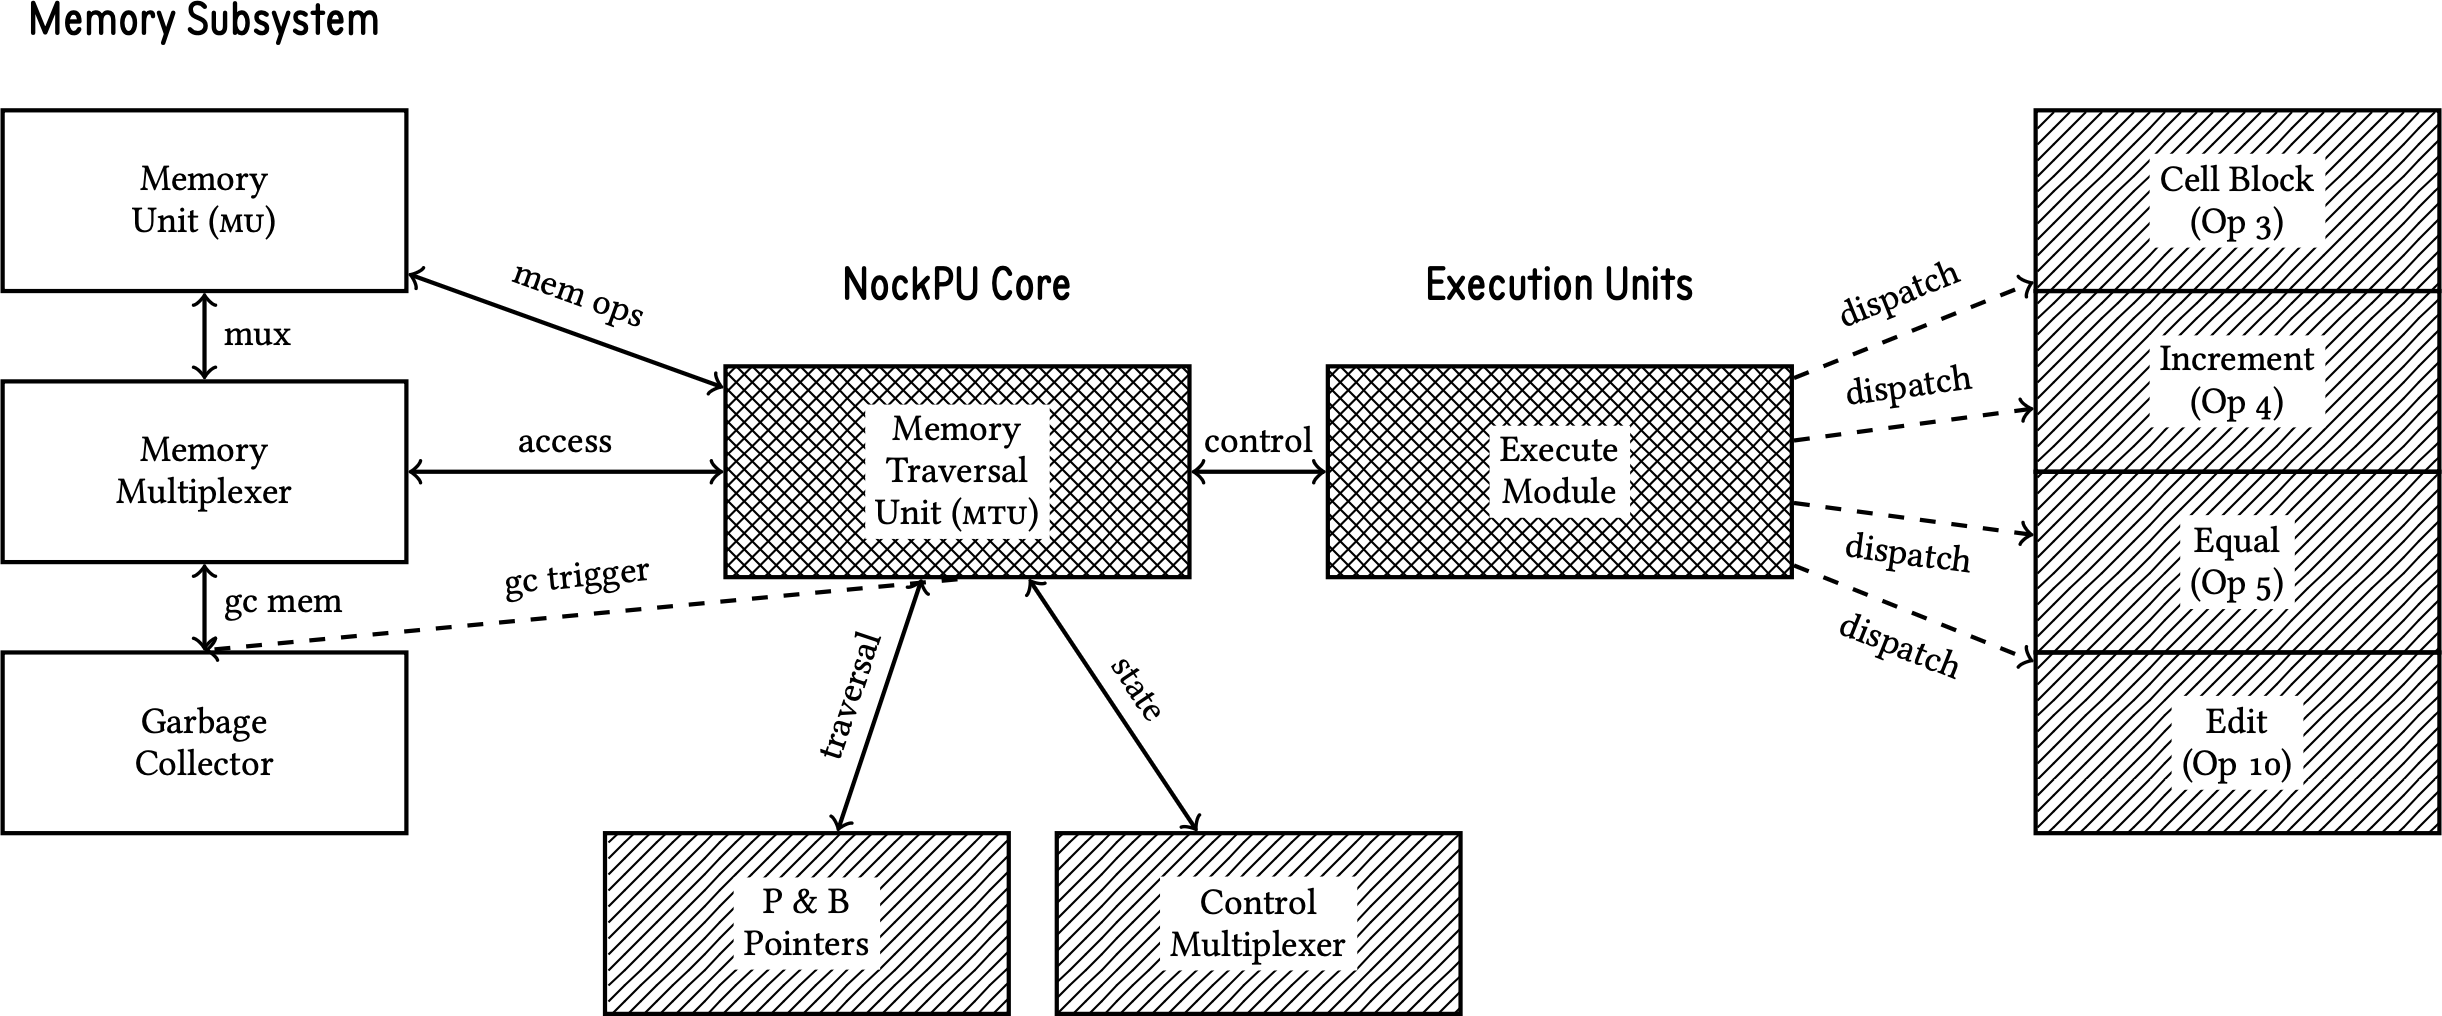 Memory Subsystem
Memory
Unit (MU)
mux
Memory
Multiplexer
gc mem
Garbage
Collector
mem ops
access
gc trigger
NockPU Core
Memory
Traversal
Unit (MTU)
traversal
state
P & B
Pointers
Control
Multiplexer
control
Execution Units
Execute
Module
dispatch
dispatch
dispatch
dispatch
Cell Block
(Op 3)
Increment
(Op 4)
Equal
(Op 5)
Edit
(Op 10)